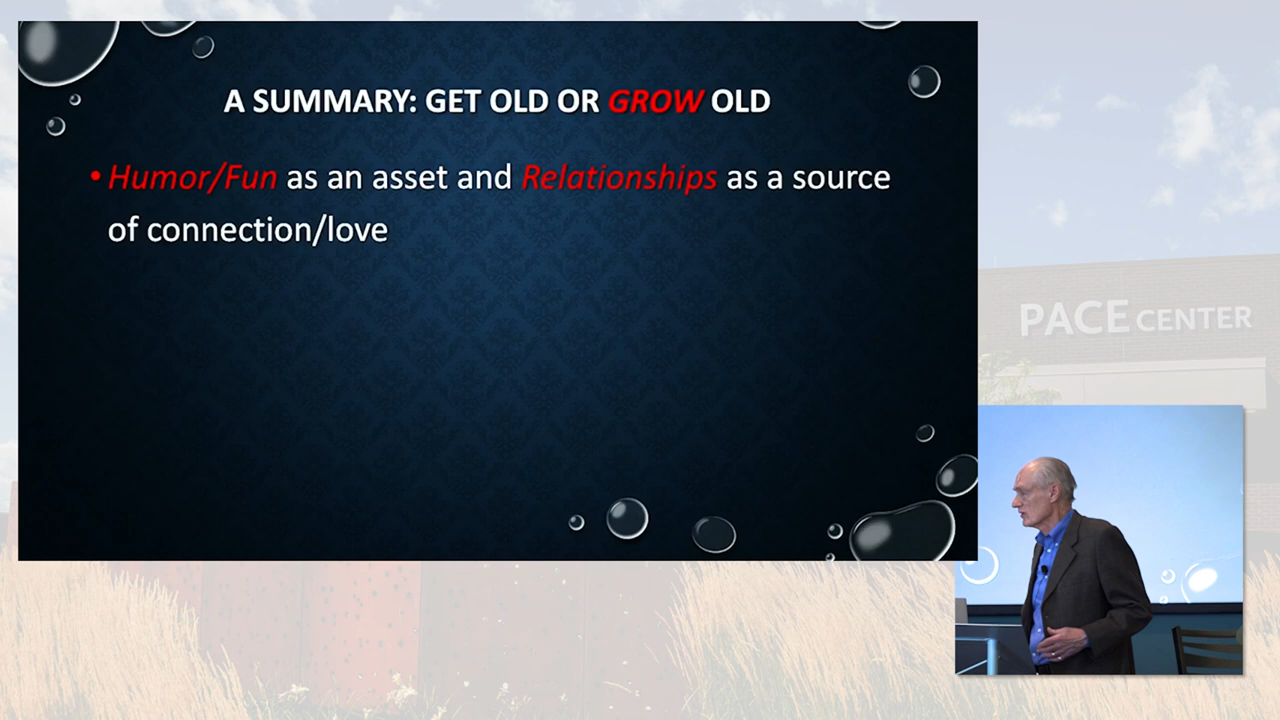 A SUMMARY: GET OLD OR GROW OLD
• Humor/Fun as an asset and Relationships as a source
of connection/love
PACE CENTER